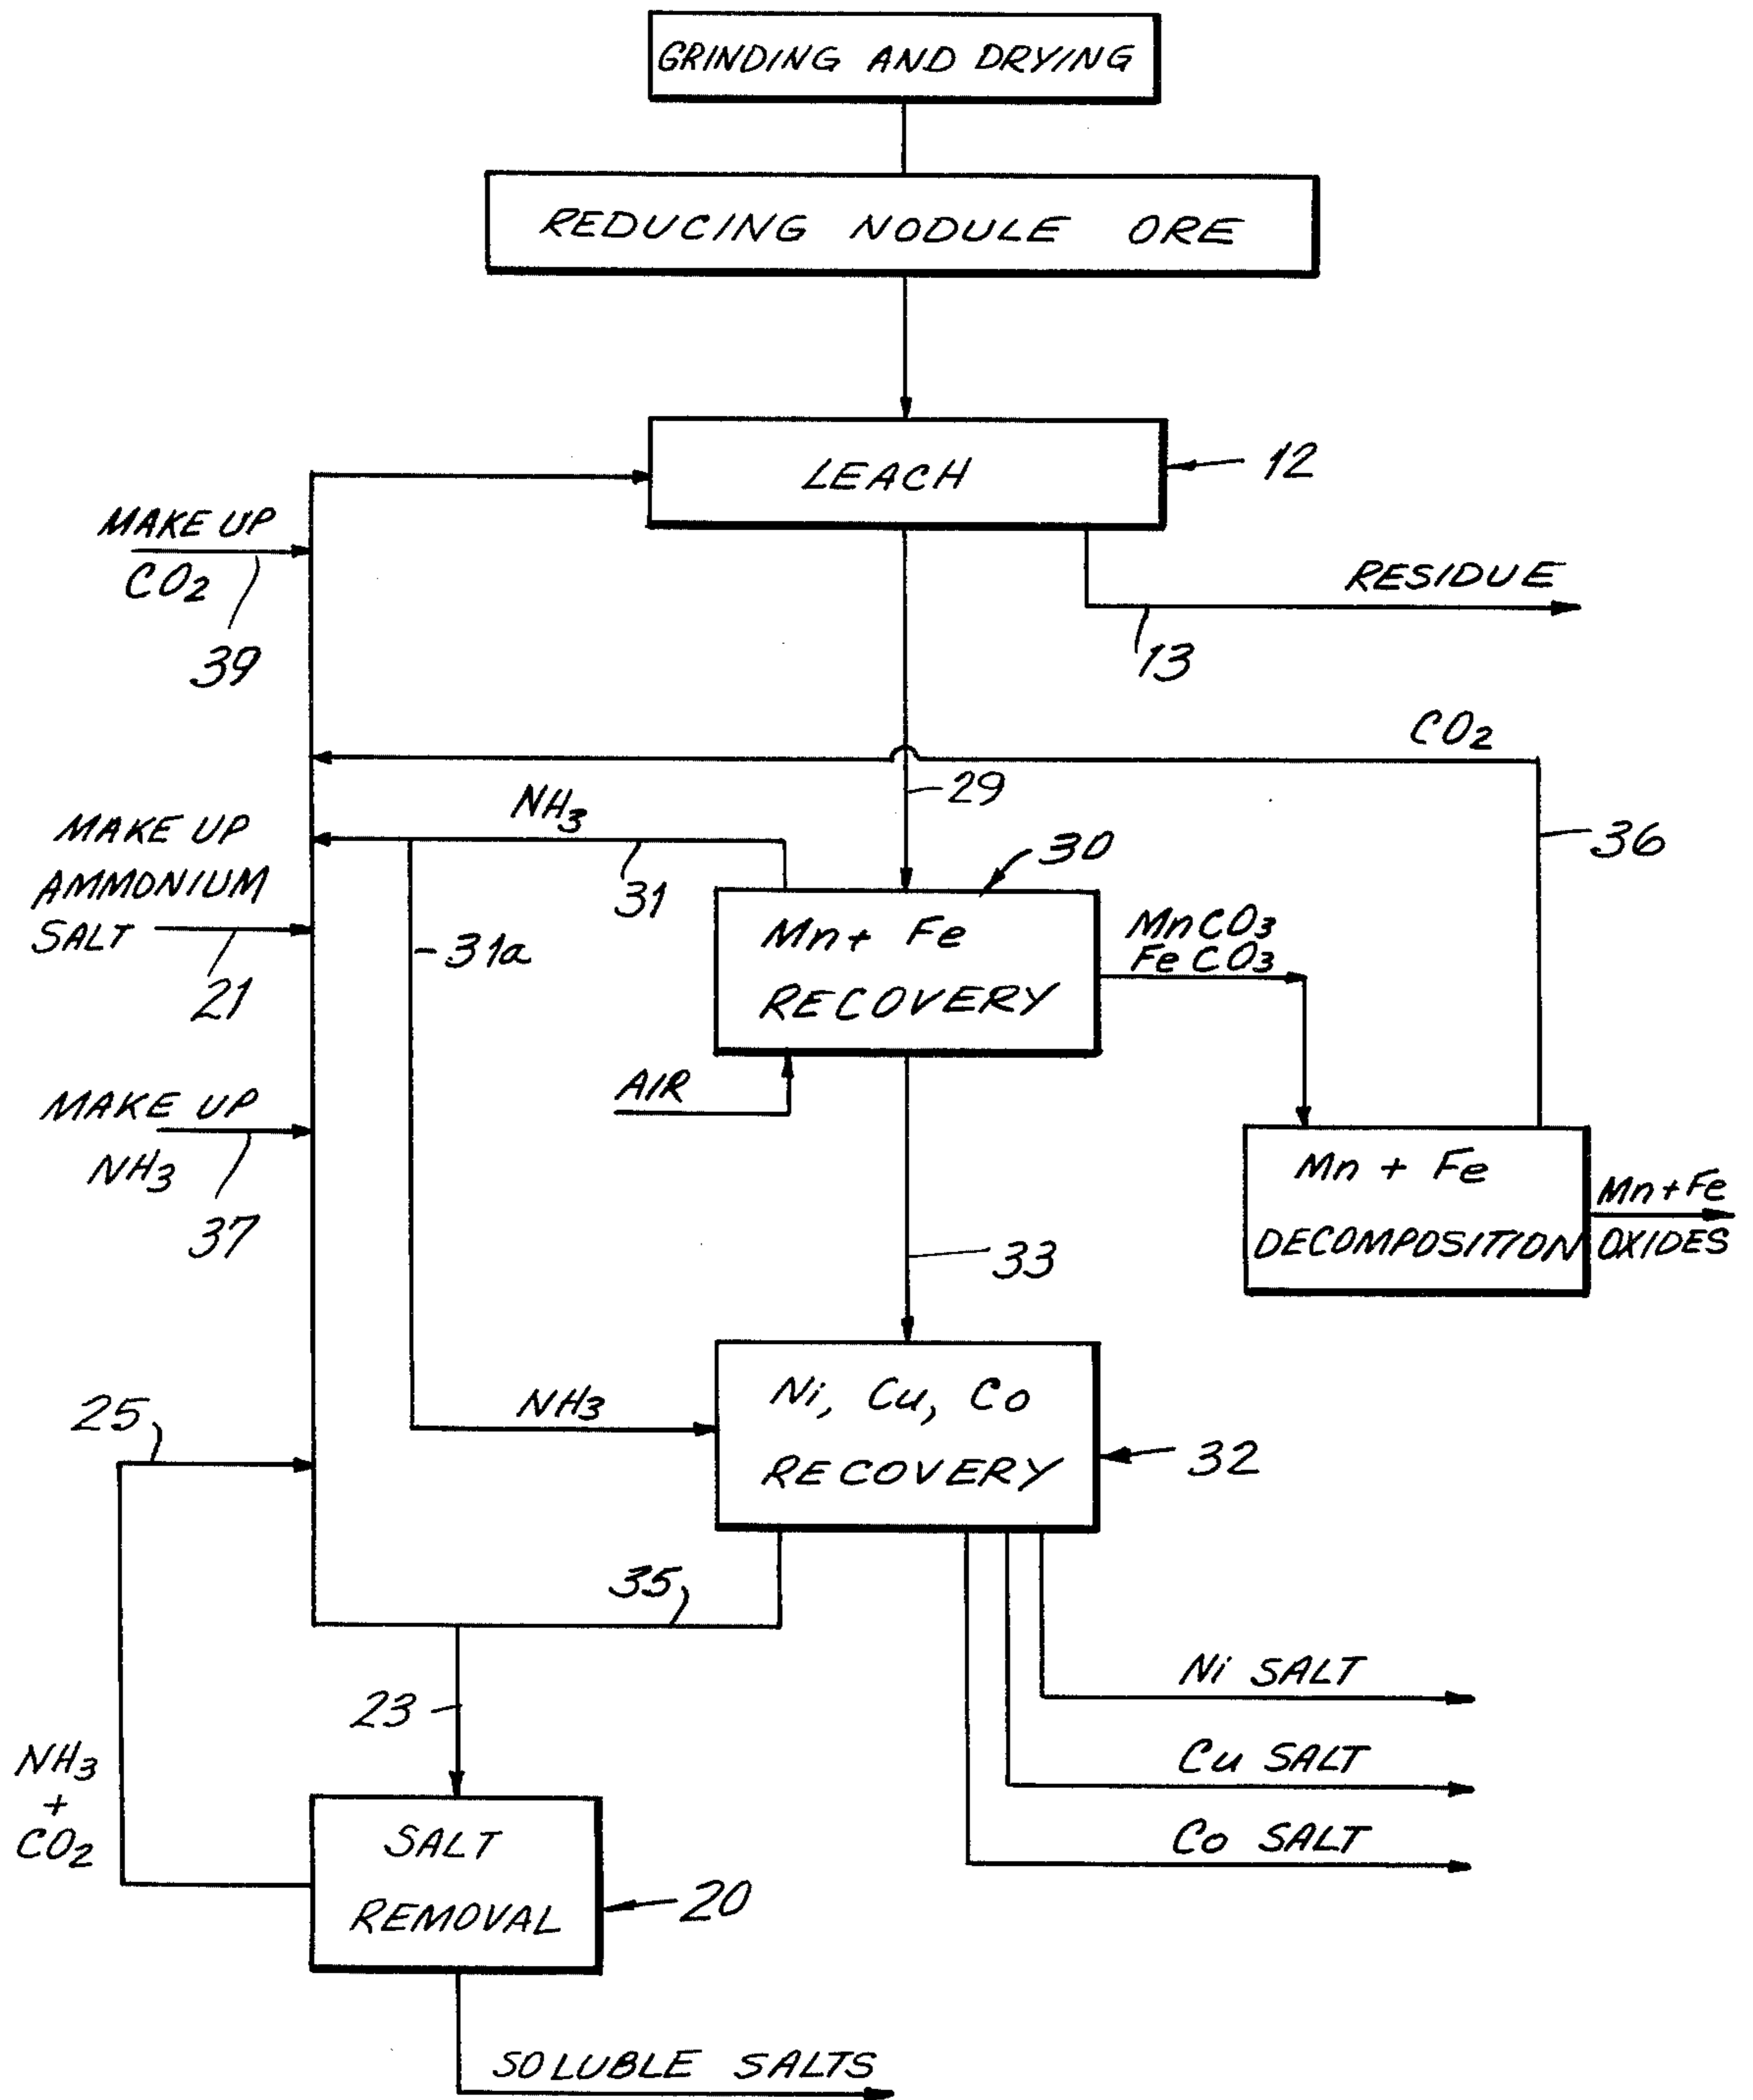 GRINDING AND DRYING
REDUCING NODULE ORE
LEACH
12
MAKE UP
CO2
39
RESIDUE
13
CO2
29
NH3
31
36
MAKE UP
AMMONIUM
SALT
21
31a
30
Mn + Fe
RECOVERY
MnCO3
FeCO3
AIR
MAKE UP
NH3
37
Mn + Fe
DECOMPOSITION
Mn+Fe
OXIDES
33
25
NH3
Ni, Cu, Co
RECOVERY
32
35
23
Ni SALT
Cu SALT
Co SALT
NH3
+
CO2
SALT
REMOVAL
20
SOLUBLE SALTS